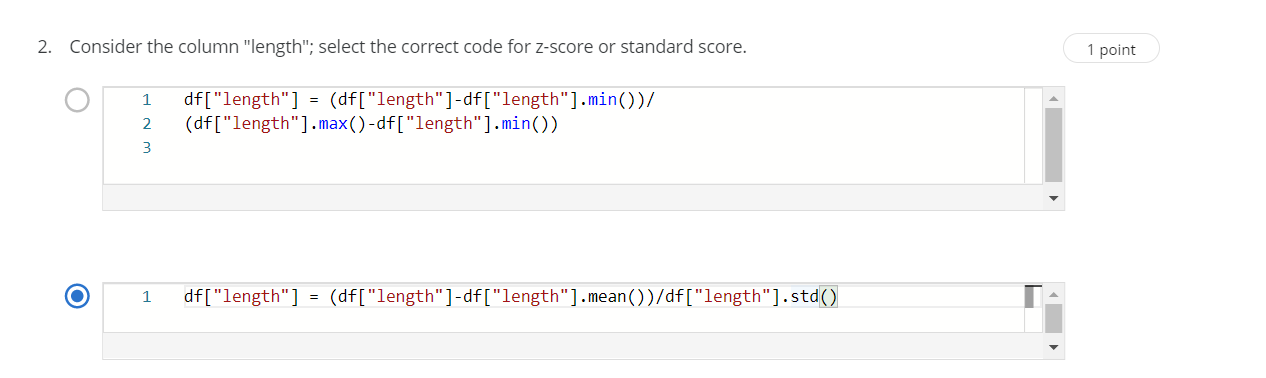 2. Consider the column "length"; select the correct code for z-score or standard score.
1 point
1 df["length"] = (df["length"]-df["length"].min())/
2 (df["length"].max()-df["length"].min())
3
1 df["length"] = (df["length"]-df["length"].mean())/df["length"].std()